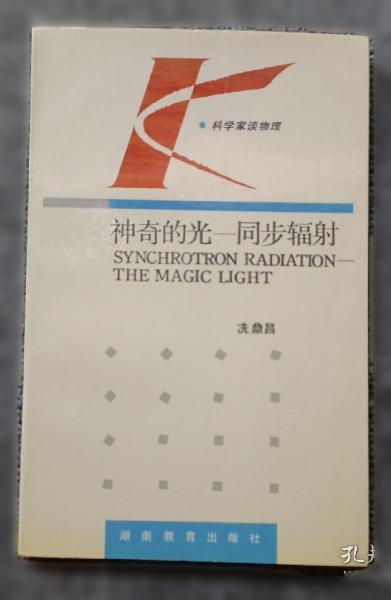 科学家谈物理
神奇的光—同步辐射
SYNCHROTRON RADIATION—
THE MAGIC LIGHT
冼鼎昌
湖南教育出版社
孔